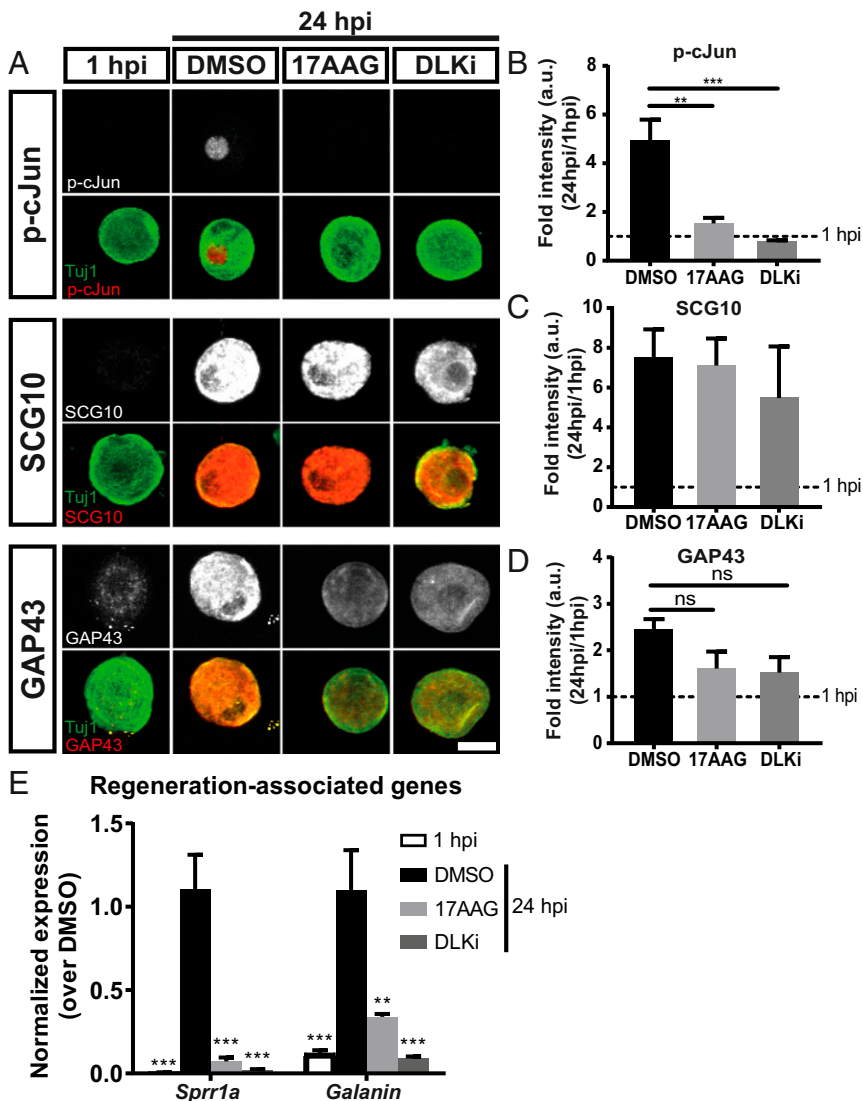 24 hpi
A
1 hpi
DMSO
17AAG
DLKi
p-cJun
p-cJun
Tuj1
p-cJun
SCG10
SCG10
Tuj1
SCG10
GAP43
GAP43
Tuj1
GAP43
B
p-cJun
Fold intensity (a.u.)
(24hpi/1hpi)
8
6
4
2
0
***
**
1 hpi
DMSO
17AAG
DLKi
C
SCG10
Fold intensity (a.u.)
(24hpi/1hpi)
10
8
6
4
2
0
1 hpi
DMSO
17AAG
DLKi
D
GAP43
Fold intensity (a.u.)
(24hpi/1hpi)
4
3
2
1
0
ns
ns
1 hpi
DMSO
17AAG
DLKi
E
Regeneration-associated genes
Normalized expression
(over DMSO)
1.5
1.0
0.5
0.0
1 hpi
DMSO
17AAG
DLKi
24 hpi
***
***
***
***
**
***
Sprr1a
Galanin